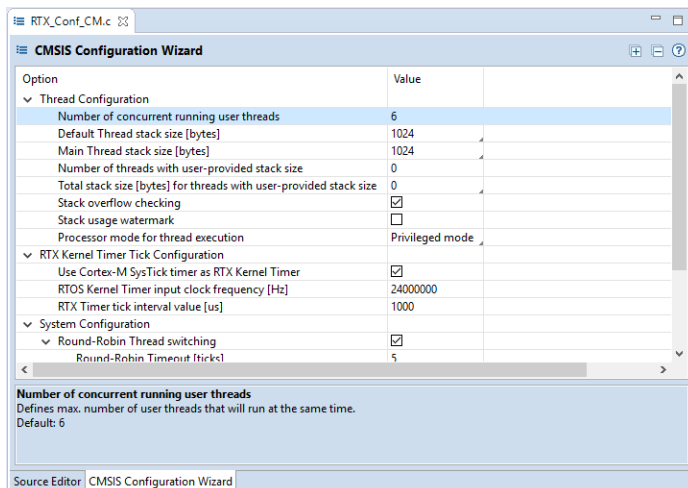 RTX_Conf_CM.c
CMSIS Configuration Wizard
Option Value
Thread Configuration
Number of concurrent running user threads 6
Default Thread stack size [bytes] 1024
Main Thread stack size [bytes] 1024
Number of threads with user-provided stack size 0
Total stack size [bytes] for threads with user-provided stack size 0
Stack overflow checking
Stack usage watermark
Processor mode for thread execution Privileged mode
RTX Kernel Timer Tick Configuration
Use Cortex-M SysTick timer as RTX Kernel Timer
RTOS Kernel Timer input clock frequency [Hz] 24000000
RTX Timer tick interval value [us] 1000
System Configuration
Round-Robin Thread switching
Round-Robin Timeout [ticks] 5
Number of concurrent running user threads
Defines max. number of user threads that will run at the same time.
Default: 6
Source Editor CMSIS Configuration Wizard